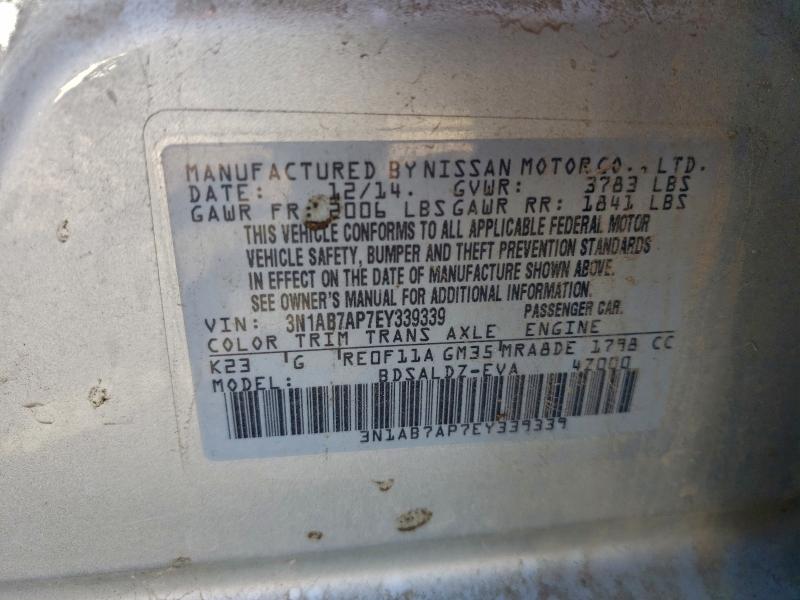 MANUFACTURED BY NISSAN MOTOR CO., LTD.
DATE: 12/14. GVWR: 3783 LBS
GAWR FR: 2006 LBS GAWR RR: 1841 LBS
THIS VEHICLE CONFORMS TO ALL APPLICABLE FEDERAL MOTOR
VEHICLE SAFETY, BUMPER AND THEFT PREVENTION STANDARDS
IN EFFECT ON THE DATE OF MANUFACTURE SHOWN ABOVE.
SEE OWNER'S MANUAL FOR ADDITIONAL INFORMATION.
VIN: 3N1AB7AP7EY339339 PASSENGER CAR.
COLOR TRIM TRANS AXLE ENGINE
K23 G RE0F11A GM35 MRA8DE 1798 CC
MODEL: BDSALDZ-EVA 4Z000
3N1AB7AP7EY339339